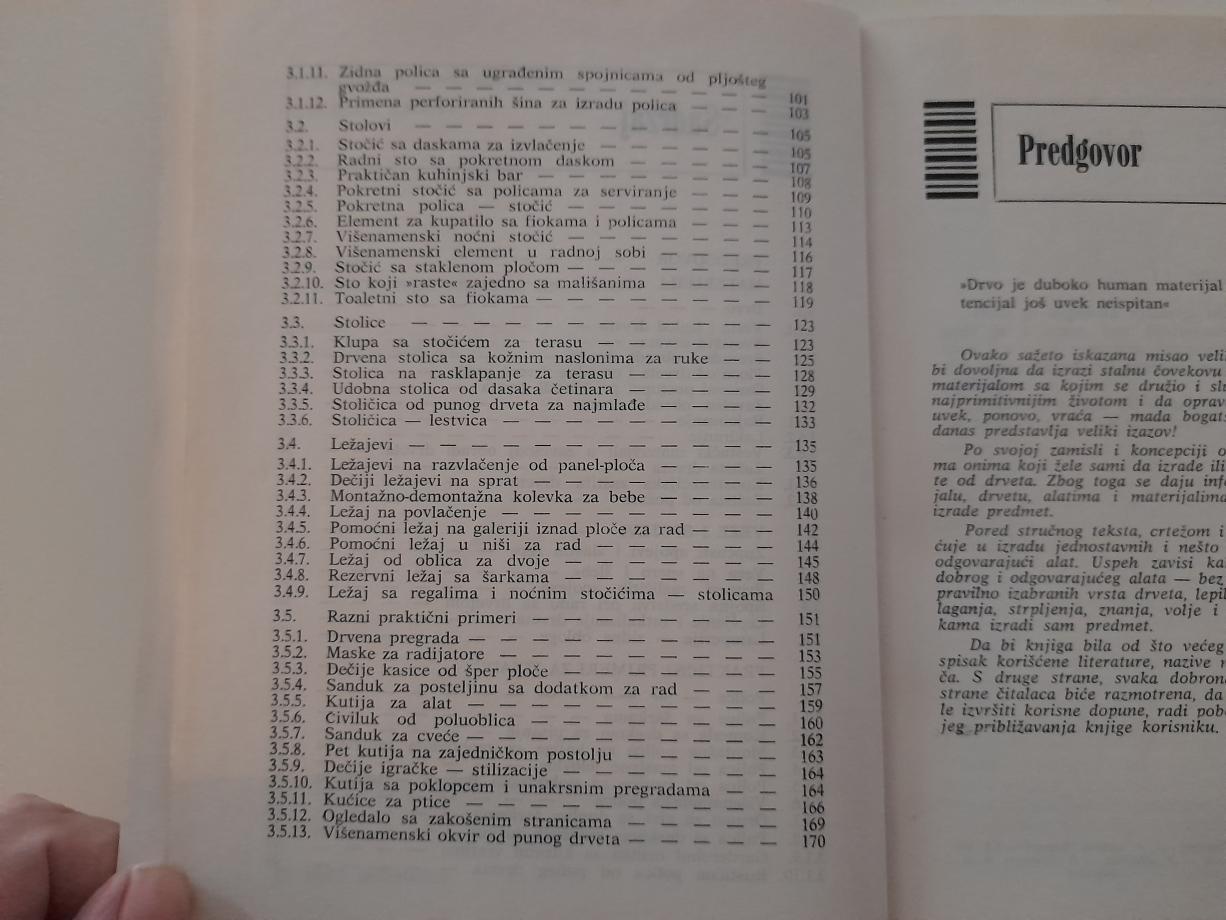 3.1.11. Zidna polica sa ugrađenim spojnicama od pljošteg
gvožđa — — — — — — — — — — — 101
3.1.12. Primena perforiranih šina za izradu polica — — — 103
3.2. Stolovi — — — — — — — — — — — 105
3.2.1. Stočić sa daskama za izvlačenje — — — — — 105
3.2.2. Radni sto sa pokretnom daskom — — — — — 107
3.2.3. Praktičan kuhinjski bar — — — — — — — 108
3.2.4. Pokretni stočić sa policama za serviranje — — — 109
3.2.5. Pokretna polica — stočić — — — — — — 110
3.2.6. Element za kupatilo sa fiokama i policama — — — 113
3.2.7. Višenamenski noćni stočić — — — — — — — 114
3.2.8. Višenamenski element u radnoj sobi — — — — 116
3.2.9. Stočić sa staklenom pločom — — — — — — 117
3.2.10. Sto koji »raste« zajedno sa mališanima — — — — 118
3.2.11. Toaletni sto sa fiokama — — — — — — — 119
3.3. Stolice — — — — — — — — — — — 123
3.3.1. Klupa sa stočićem za terasu — — — — — — 123
3.3.2. Drvena stolica sa kožnim naslonima za ruke — — 125
3.3.3. Stolica na rasklapanje za terasu — — — — — 128
3.3.4. Udobna stolica od dasaka četinara — — — — — 129
3.3.5. Stoličica od punog drveta za najmlađe — — — — 132
3.3.6. Stoličica — lestvica — — — — — — — — 133
3.4. Ležajevi — — — — — — — — — — — 135
3.4.1. Ležajevi na razvlačenje od panel-ploča — — — — 135
3.4.2. Dečiji ležajevi na sprat — — — — — — — 136
3.4.3. Montažno-demontažna kolevka za bebe — — — — 138
3.4.4. Ležaj na povlačenje — — — — — — — — 140
3.4.5. Pomoćni ležaj na galeriji iznad ploče za rad — — — 142
3.4.6. Pomoćni ležaj u niši za rad — — — — — — 144
3.4.7. Ležaj od oblica za dvoje — — — — — — — 145
3.4.8. Rezervni ležaj sa šarkama — — — — — — 148
3.4.9. Ležaj sa regalima i noćnim stočićima — stolicama 150
3.5. Razni praktični primeri — — — — — — — 151
3.5.1. Drvena pregrada — — — — — — — — — 151
3.5.2. Maske za radijatore — — — — — — — — 153
3.5.3. Dečije kasice od šper ploče — — — — — — 155
3.5.4. Sanduk za posteljinu sa dodatkom za rad — — — 157
3.5.5. Kutija za alat — — — — — — — — — 159
3.5.6. Čiviluk od poluoblica — — — — — — — — 160
3.5.7. Sanduk za cveće — — — — — — — — — 162
3.5.8. Pet kutija na zajedničkom postolju — — — — — 163
3.5.9. Dečije igračke — stilizacije — — — — — — 164
3.5.10. Kutija sa poklopcem i unakrsnim pregradama — — 164
3.5.11. Kućice za ptice — — — — — — — — — 166
3.5.12. Ogledalo sa zakošenim stranicama — — — — — 169
3.5.13. Višenamenski okvir od punog drveta — — — — — 170
Predgovor
»Drvo je duboko human materijal
tencijal još uvek neispitan«
Ovako sažeto iskazana misao veli
bi dovoljna da izrazi stalnu čovekovu
materijalom sa kojim se družio i slu
najprimitivnijim životom i da oprav
uvek, ponovo, vraća — mada bogat
danas predstavlja veliki izazov!
Po svojoj zamisli i koncepciji o
ma onima koji žele sami da izrade ili
te od drveta. Zbog toga se daju info
jalu, drvetu, alatima i materijalima
izrade predmet.
Pored stručnog teksta, crtežom i
ćuje u izradu jednostavnih i nešto
odgovarajući alat. Uspeh zavisi ka
dobrog i odgovarajućeg alata — bez
pravilno izabranih vrsta drveta, lepil
laganja, strpljenja, znanja, volje i
kama izradi sam predmet.
Da bi knjiga bila od što većeg
spisak korišćene literature, nazive
ča. S druge strane, svaka dobron
strane čitalaca biće razmotrena, da
le izvršiti korisne dopune, radi pob
jeg približavanja knjige korisniku.